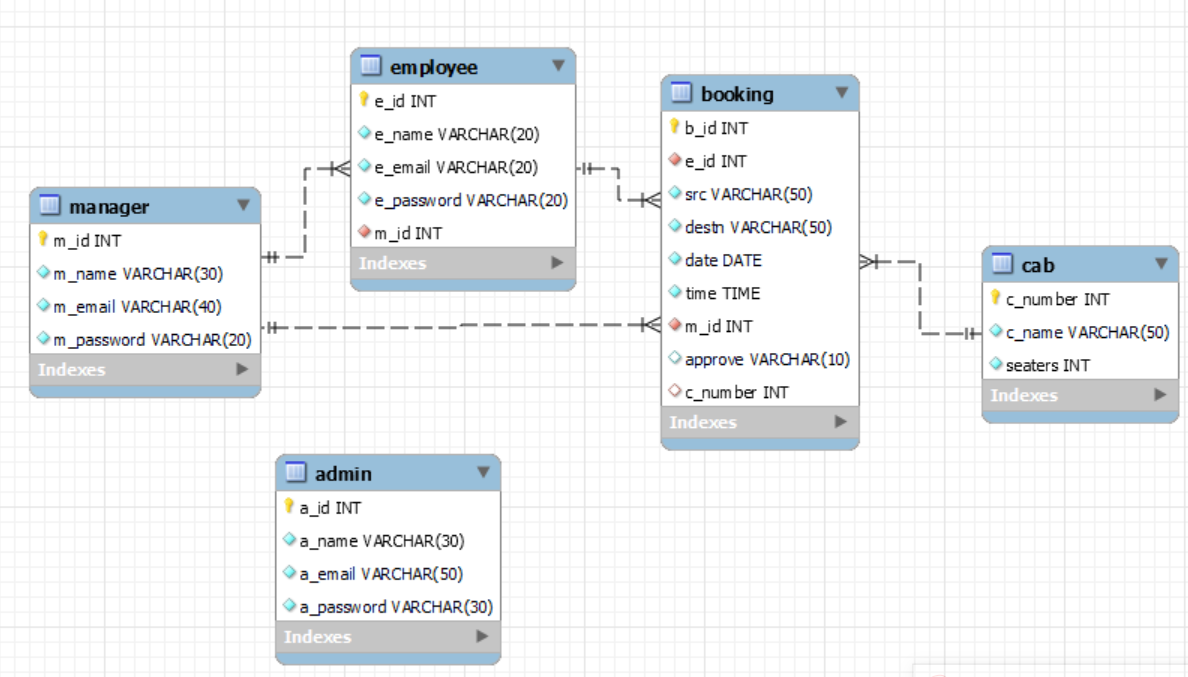 employee
e_id INT
e_name VARCHAR(20)
e_email VARCHAR(20)
e_password VARCHAR(20)
m_id INT
Indexes
booking
b_id INT
e_id INT
src VARCHAR(50)
destn VARCHAR(50)
date DATE
time TIME
m_id INT
approve VARCHAR(10)
c_number INT
Indexes
manager
m_id INT
m_name VARCHAR(30)
m_email VARCHAR(40)
m_password VARCHAR(20)
Indexes
cab
c_number INT
c_name VARCHAR(50)
seaters INT
Indexes
admin
a_id INT
a_name VARCHAR(30)
a_email VARCHAR(50)
a_password VARCHAR(30)
Indexes